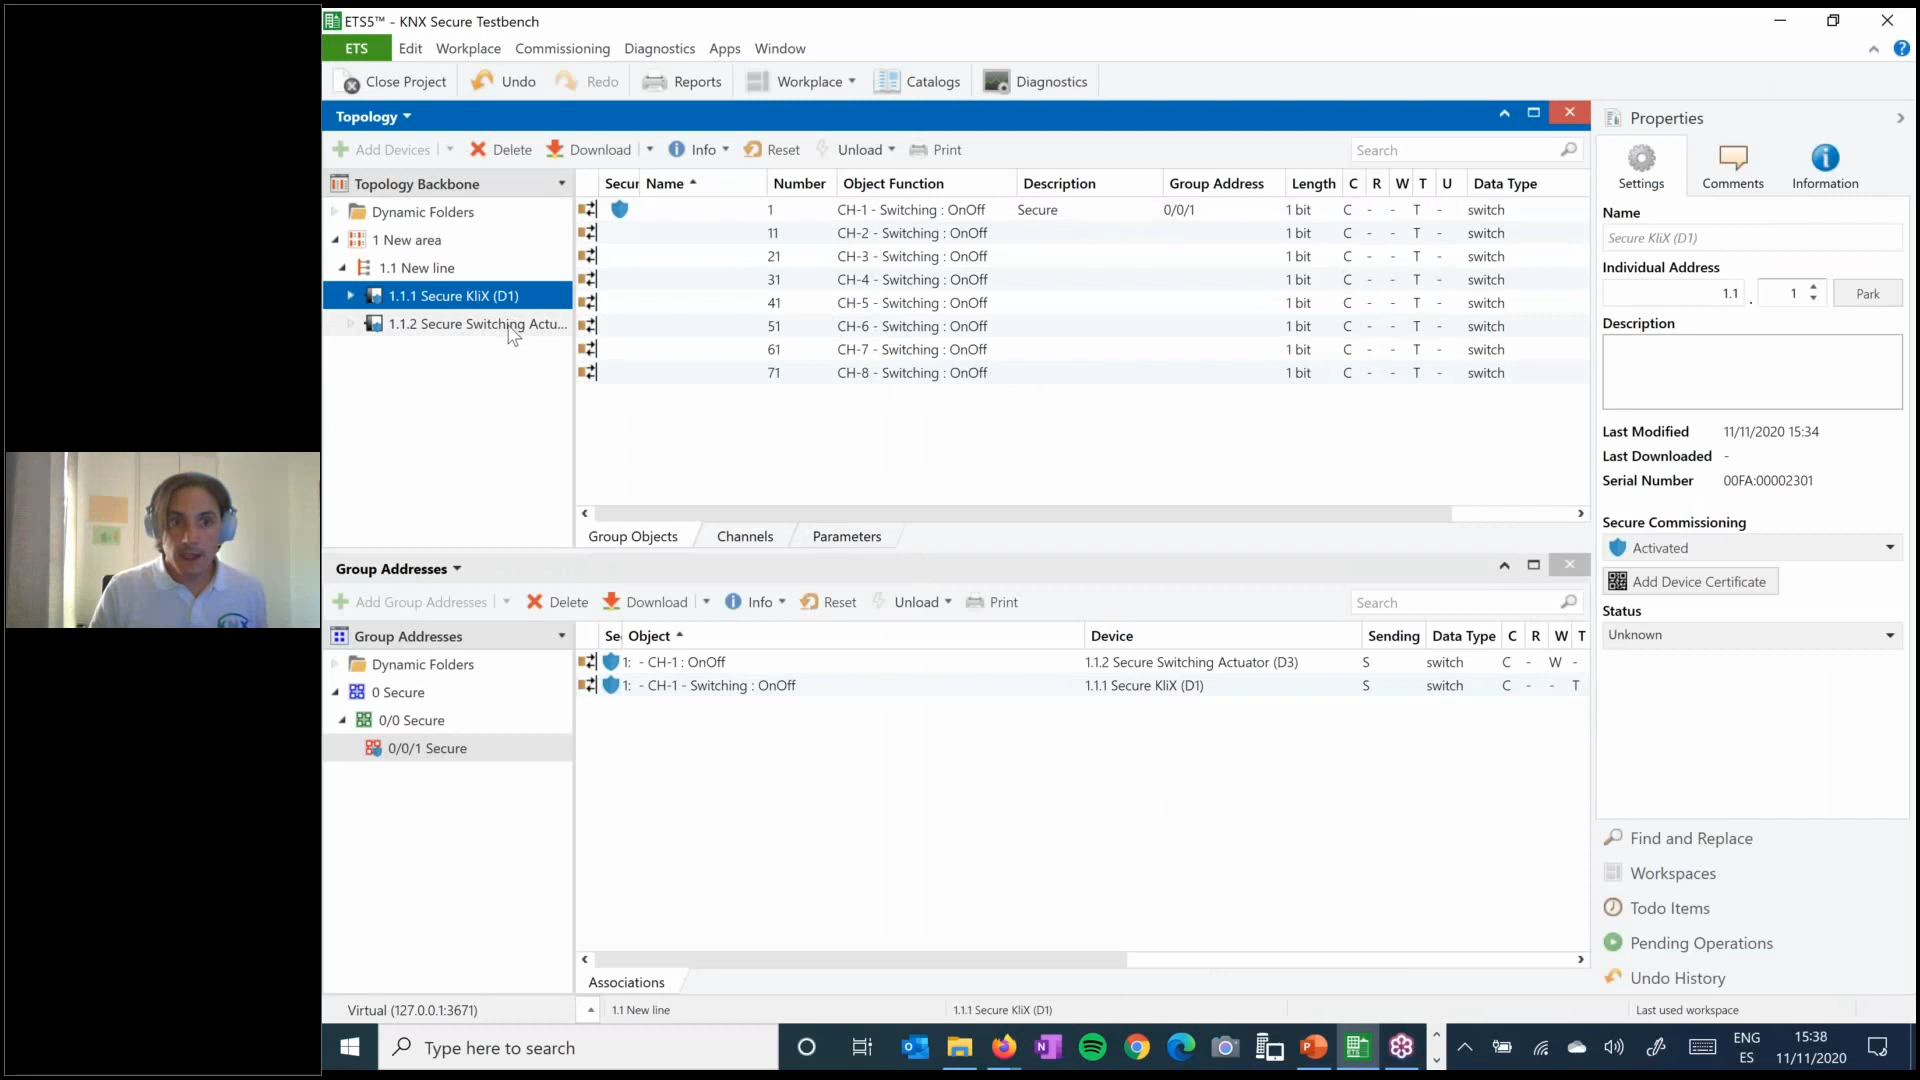 ETS5™ - KNX Secure Testbench
ETS Edit Workplace Commissioning Diagnostics Apps Window
Close Project Undo Redo Reports Workplace Catalogs Diagnostics
Topology
Add Devices Delete Download Info Reset Unload Print Search
Topology Backbone
Dynamic Folders
1 New area
1.1 New line
1.1.1 Secure KliX (D1)
1.1.2 Secure Switching Actu...
Secur Name Number Object Function Description Group Address Length C R W T U Data Type
1 CH-1 - Switching : OnOff Secure 0/0/1 1 bit C - - T - switch
11 CH-2 - Switching : OnOff 1 bit C - - T - switch
21 CH-3 - Switching : OnOff 1 bit C - - T - switch
31 CH-4 - Switching : OnOff 1 bit C - - T - switch
41 CH-5 - Switching : OnOff 1 bit C - - T - switch
51 CH-6 - Switching : OnOff 1 bit C - - T - switch
61 CH-7 - Switching : OnOff 1 bit C - - T - switch
71 CH-8 - Switching : OnOff 1 bit C - - T - switch
Group Objects Channels Parameters
Group Addresses
Add Group Addresses Delete Download Info Reset Unload Print Search
Group Addresses
Dynamic Folders
0 Secure
0/0 Secure
0/0/1 Secure
Se Object Device Sending Data Type C R W T
1: - CH-1 : OnOff 1.1.2 Secure Switching Actuator (D3) S switch C - W -
1: - CH-1 - Switching : OnOff 1.1.1 Secure KliX (D1) S switch C - - T
Associations
Properties
Settings Comments Information
Name
Secure KliX (D1)
Individual Address
1.1 . 1 Park
Description
Last Modified 11/11/2020 15:34
Last Downloaded -
Serial Number 00FA:00002301
Secure Commissioning
Activated
Add Device Certificate
Status
Unknown
Find and Replace
Workspaces
Todo Items
Pending Operations
Undo History
Virtual (127.0.0.1:3671) 1.1 New line 1.1.1 Secure KliX (D1) Last used workspace
Type here to search
ENG
ES
15:38
11/11/2020
KNX